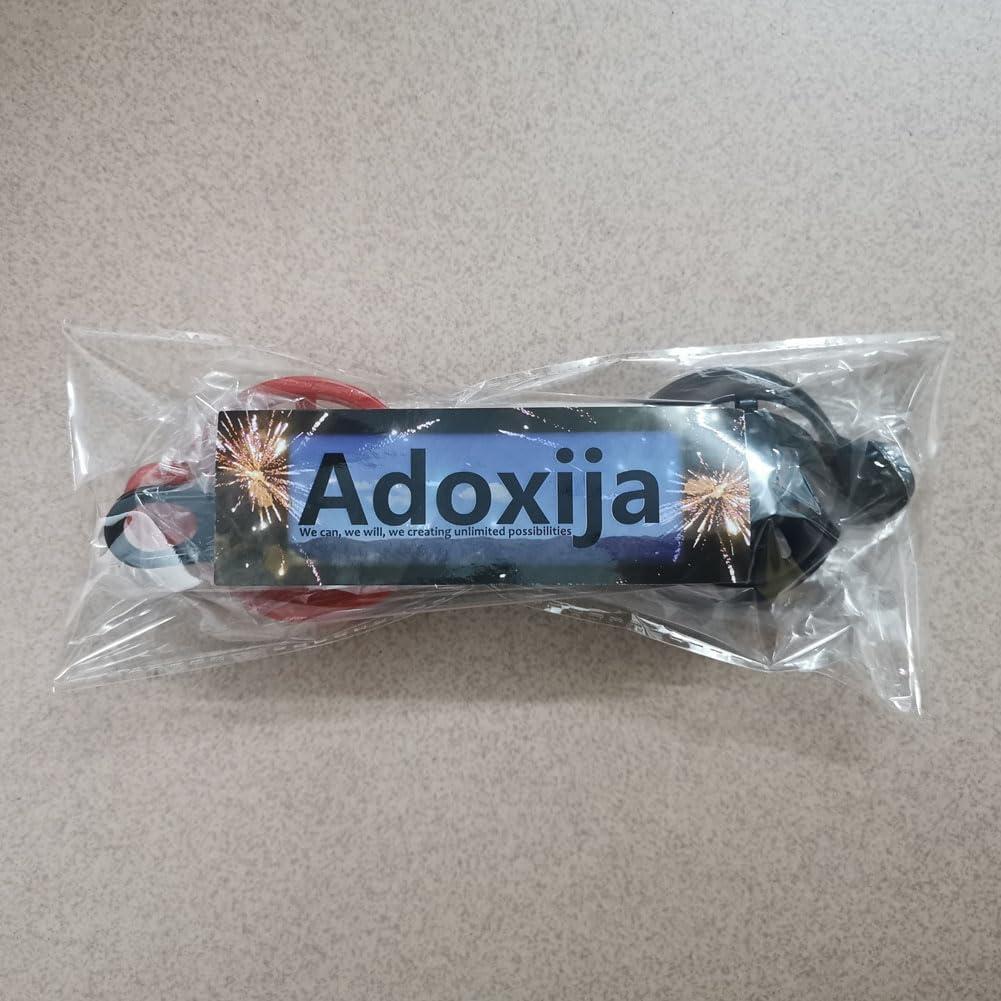 Adoxija
We can, we will, we creating unlimited possibilities